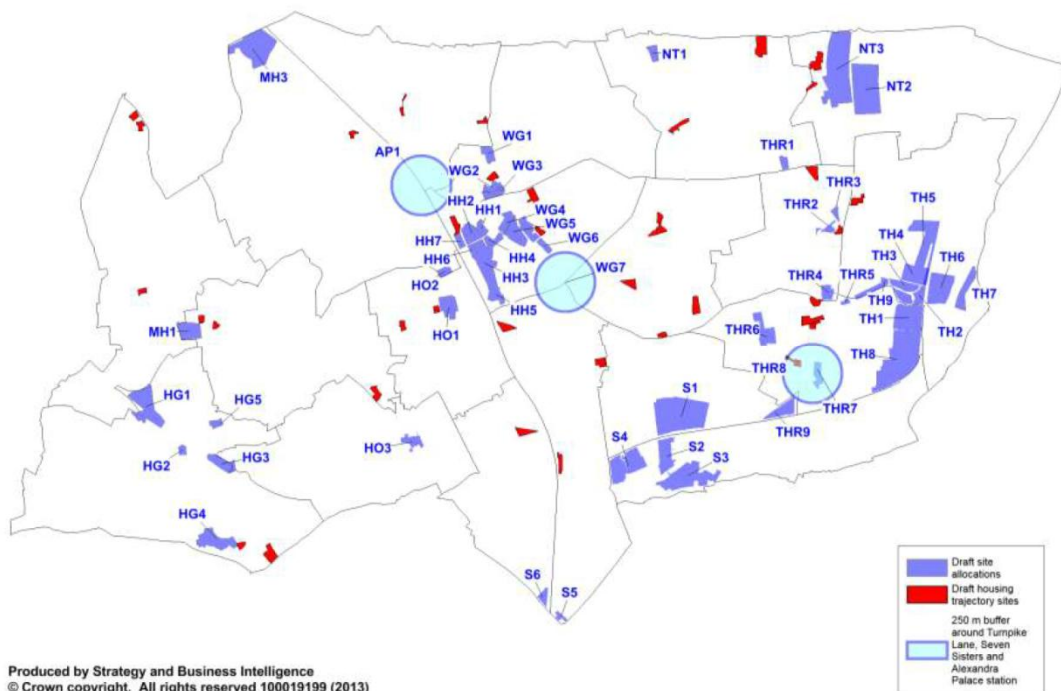 NT3
NT1
NT2
MH3
WG1
THR1
AP1
WG2
WG3
THR3
THR2
TH5
HH2
HH1
WG4
WG5
TH4
HH7
WG6
TH3
TH6
HH6
HH4
HH3
WG7
HO2
THR4
THR5
TH9
TH7
HH5
TH1
TH2
HO1
MH1
THR6
TH8
THR8
HG1
HG5
S1
THR7
THR9
HG2
HG3
HO3
S4
S2
S3
HG4
S6
S5
Draft site
allocations
Draft housing
trajectory sites
250 m buffer
around Turnpike
Lane, Seven
Sisters and
Alexandra
Palace station
Produced by Strategy and Business Intelligence
© Crown copyright. All rights reserved 100019199 (2013)